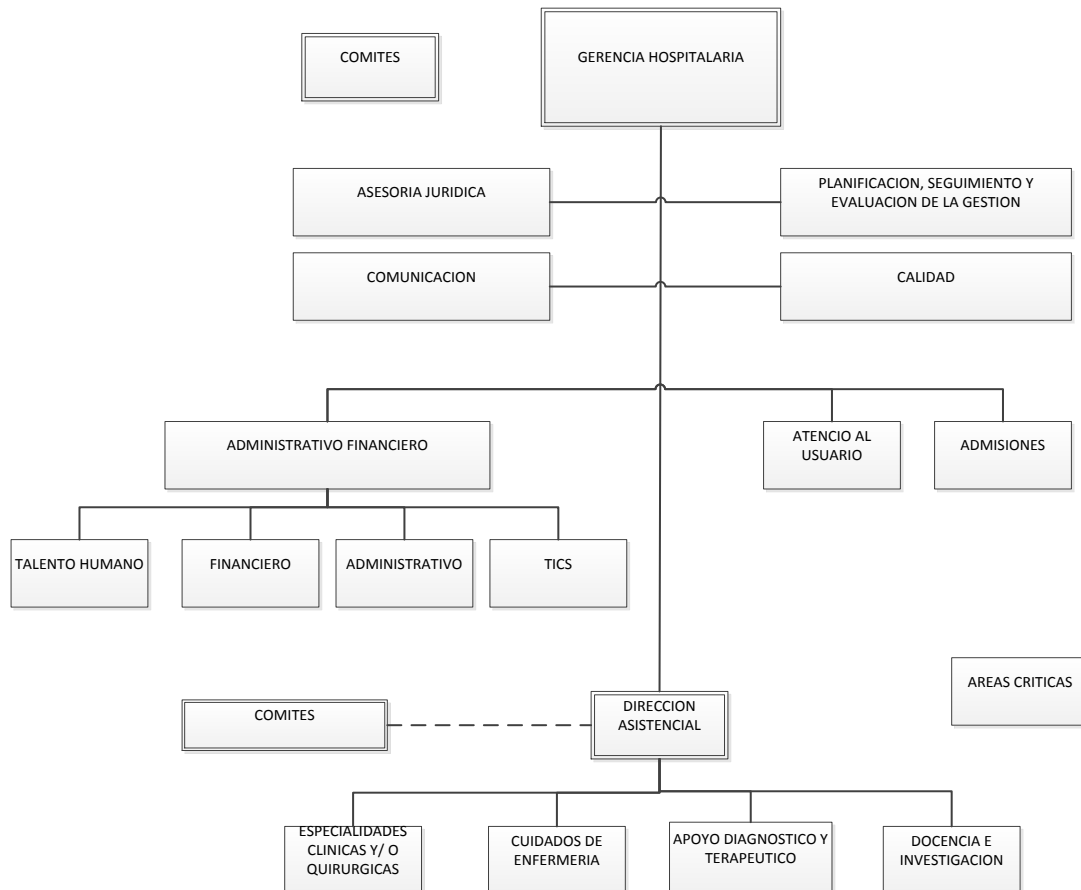 COMITES
GERENCIA HOSPITALARIA
ASESORIA JURIDICA
PLANIFICACION, SEGUIMIENTO Y
EVALUACION DE LA GESTION
COMUNICACION
CALIDAD
ADMINISTRATIVO FINANCIERO
ATENCIO AL
USUARIO
ADMISIONES
TALENTO HUMANO
FINANCIERO
ADMINISTRATIVO
TICS
AREAS CRITICAS
COMITES
DIRECCION
ASISTENCIAL
ESPECIALIDADES
CLINICAS Y/ O
QUIRURGICAS
CUIDADOS DE
ENFERMERIA
APOYO DIAGNOSTICO Y
TERAPEUTICO
DOCENCIA E
INVESTIGACION